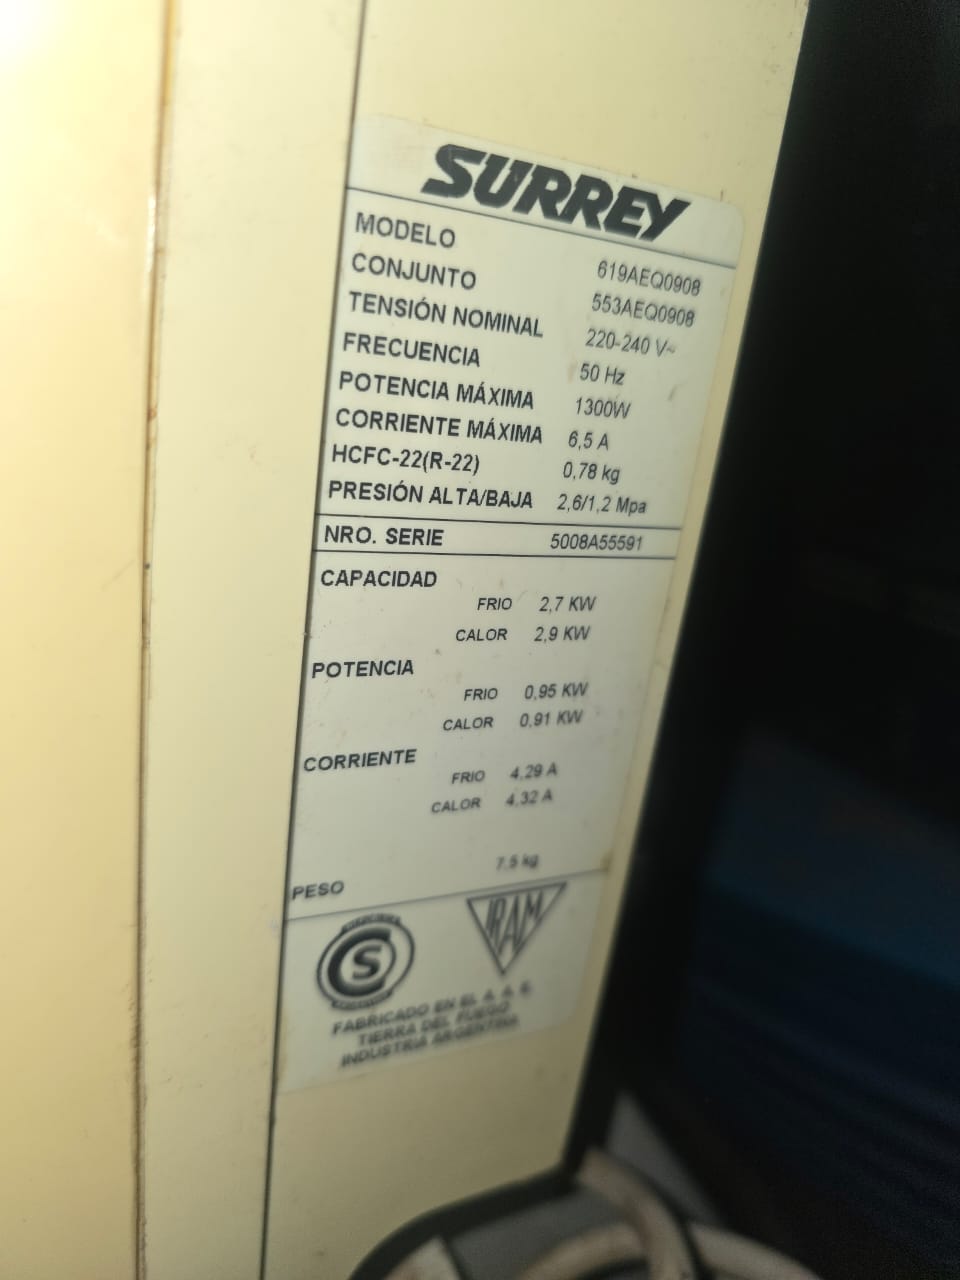 SURREY
MODELO 619AEQ0908
CONJUNTO 553AEQ0908
TENSIÓN NOMINAL 220-240 V~
FRECUENCIA 50 Hz
POTENCIA MÁXIMA 1300W
CORRIENTE MÁXIMA 6,5 A
HCFC-22(R-22) 0,78 kg
PRESIÓN ALTA/BAJA 2,6/1,2 Mpa
NRO. SERIE 5008A55591
CAPACIDAD
FRIO 2,7 KW
CALOR 2,9 KW
POTENCIA
FRIO 0,95 KW
CALOR 0,91 KW
CORRIENTE
FRIO 4,29 A
CALOR 4,32 A
PESO 7.5 kg
S
IRAM
FABRICADO EN EL A. A. E.
TIERRA DEL FUEGO
INDUSTRIA ARGENTINA